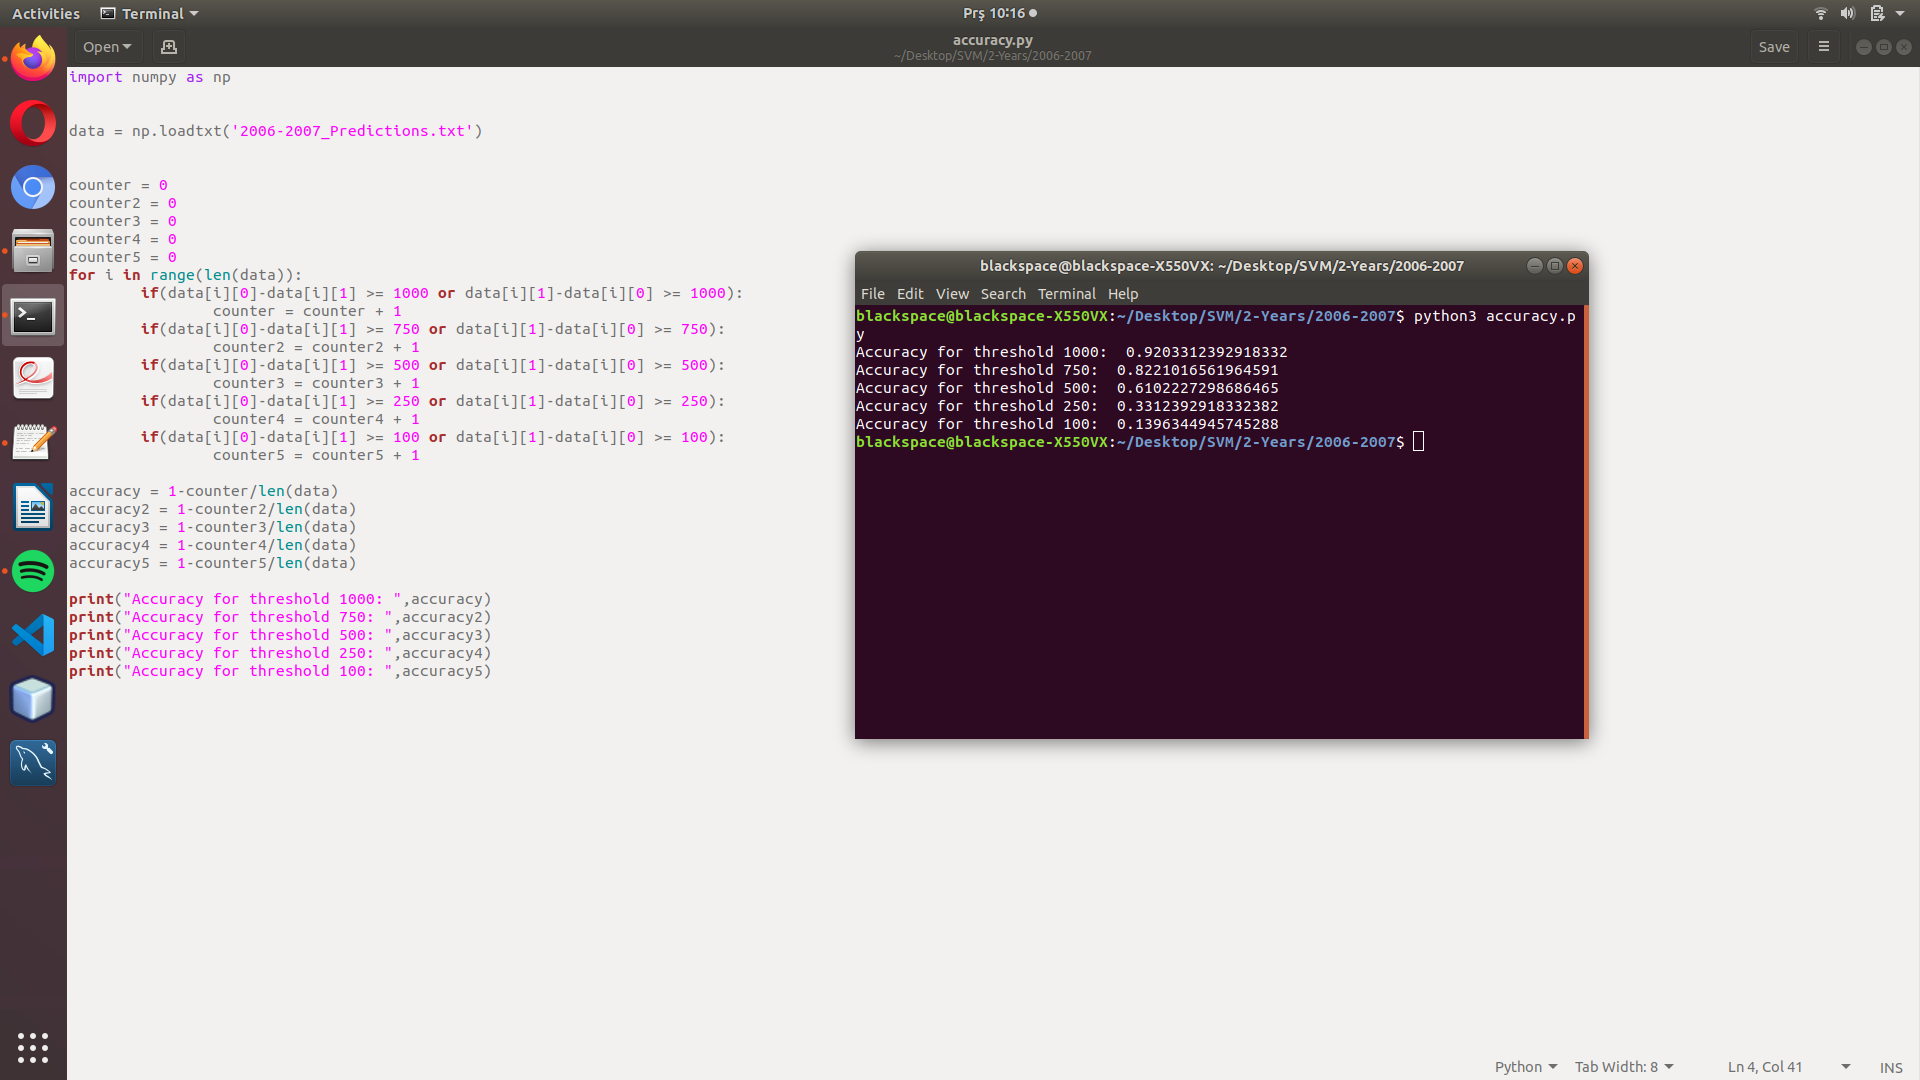 Activities Terminal Prş 10:16
Open accuracy.py Save
~/Desktop/SVM/2-Years/2006-2007
import numpy as np
data = np.loadtxt('2006-2007_Predictions.txt')
counter = 0
counter2 = 0
counter3 = 0
counter4 = 0
counter5 = 0
for i in range(len(data)):
        if(data[i][0]-data[i][1] >= 1000 or data[i][1]-data[i][0] >= 1000):
                counter = counter + 1
        if(data[i][0]-data[i][1] >= 750 or data[i][1]-data[i][0] >= 750):
                counter2 = counter2 + 1
        if(data[i][0]-data[i][1] >= 500 or data[i][1]-data[i][0] >= 500):
                counter3 = counter3 + 1
        if(data[i][0]-data[i][1] >= 250 or data[i][1]-data[i][0] >= 250):
                counter4 = counter4 + 1
        if(data[i][0]-data[i][1] >= 100 or data[i][1]-data[i][0] >= 100):
                counter5 = counter5 + 1
accuracy = 1-counter/len(data)
accuracy2 = 1-counter2/len(data)
accuracy3 = 1-counter3/len(data)
accuracy4 = 1-counter4/len(data)
accuracy5 = 1-counter5/len(data)
print("Accuracy for threshold 1000: ",accuracy)
print("Accuracy for threshold 750: ",accuracy2)
print("Accuracy for threshold 500: ",accuracy3)
print("Accuracy for threshold 250: ",accuracy4)
print("Accuracy for threshold 100: ",accuracy5)
blackspace@blackspace-X550VX: ~/Desktop/SVM/2-Years/2006-2007
File Edit View Search Terminal Help
blackspace@blackspace-X550VX:~/Desktop/SVM/2-Years/2006-2007$ python3 accuracy.p
y
Accuracy for threshold 1000:  0.9203312392918332
Accuracy for threshold 750:  0.8221016561964591
Accuracy for threshold 500:  0.6102227298686465
Accuracy for threshold 250:  0.3312392918332382
Accuracy for threshold 100:  0.1396344945745288
blackspace@blackspace-X550VX:~/Desktop/SVM/2-Years/2006-2007$
Python Tab Width: 8 Ln 4, Col 41 INS